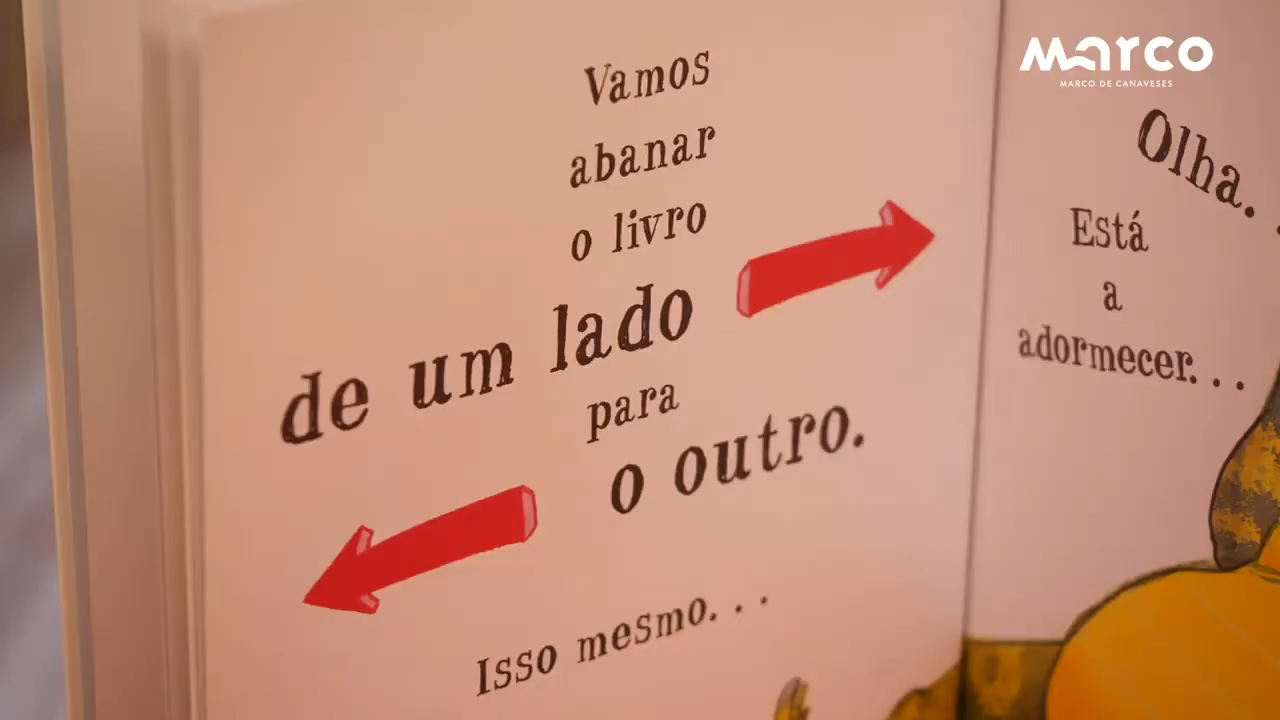 Vamos
abanar
o livro
de um lado
para
o outro.
Isso mesmo. . .
Olha. .
Está
a
adormecer. . .
marco
MARCO DE CANAVESES